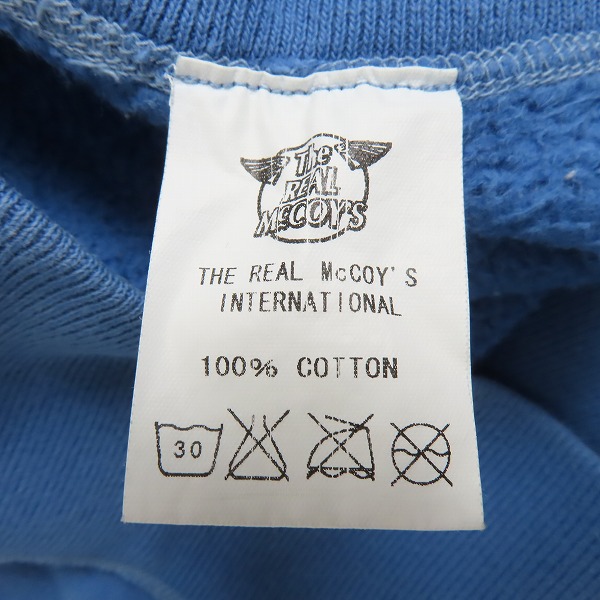 The
REAL
McCOY'S
THE REAL McCOY'S
INTERNATIONAL
100% COTTON
30